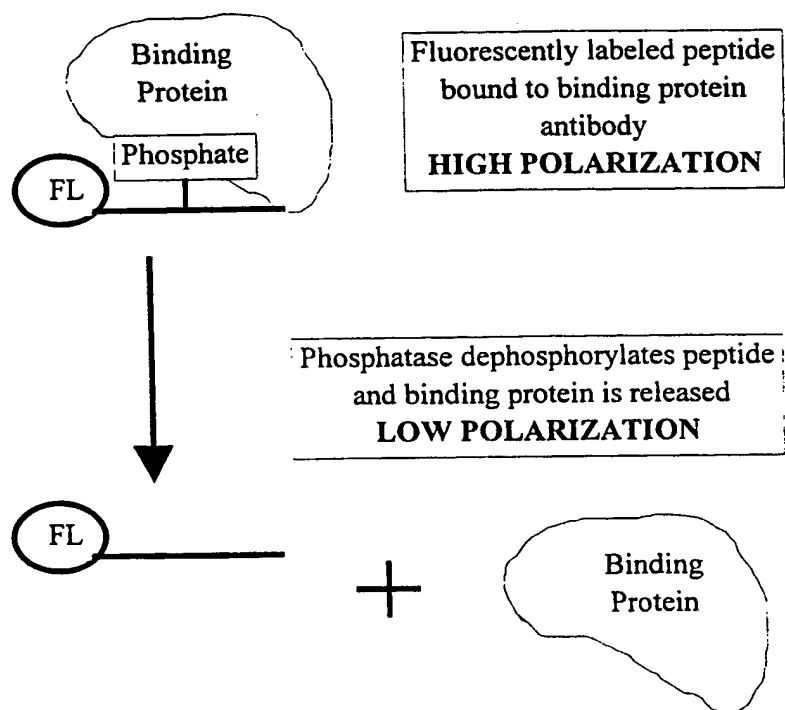 Binding
Protein
Phosphate
FL
Fluorescently labeled peptide
bound to binding protein
antibody
HIGH POLARIZATION
Phosphatase dephosphorylates peptide
and binding protein is released
LOW POLARIZATION
FL
Binding
Protein